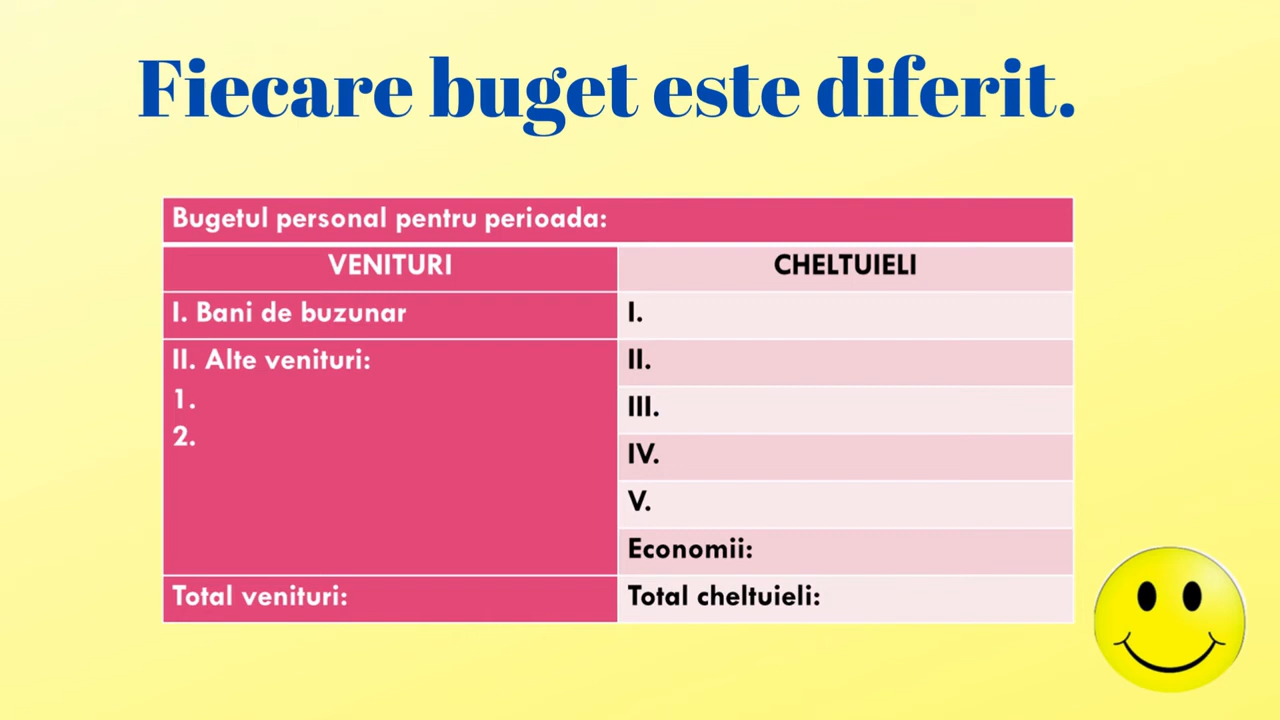 Fiecare buget este diferit.
Bugetul personal pentru perioada:
VENITURI
CHELTUIELI
I. Bani de buzunar
I.
II. Alte venituri:
1.
2.
II.
III.
IV.
V.
Economii:
Total venituri:
Total cheltuieli: